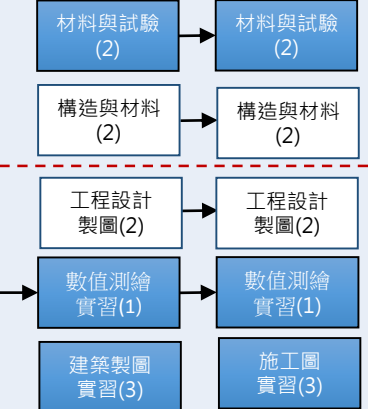 材料與試驗
(2)
材料與試驗
(2)
構造與材料
(2)
構造與材料
(2)
工程設計
製圖(2)
工程設計
製圖(2)
數值測繪
實習(1)
數值測繪
實習(1)
建築製圖
實習(3)
施工圖
實習(3)